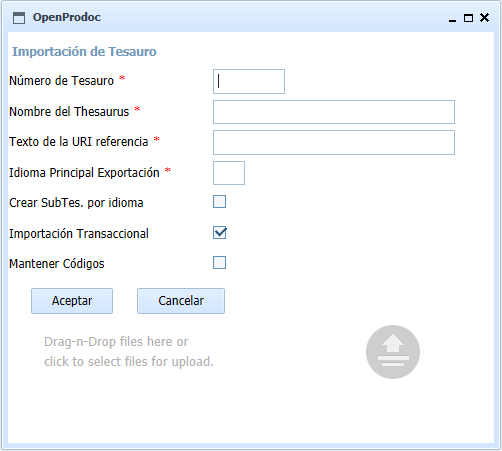 OpenProdoc
Importación de Tesauro
Número de Tesauro *
Nombre del Thesaurus *
Texto de la URI referencia *
Idioma Principal Exportación *
Crear SubTes. por idioma
Importación Transaccional
Mantener Códigos
Aceptar Cancelar
Drag-n-Drop files here or
click to select files for upload.